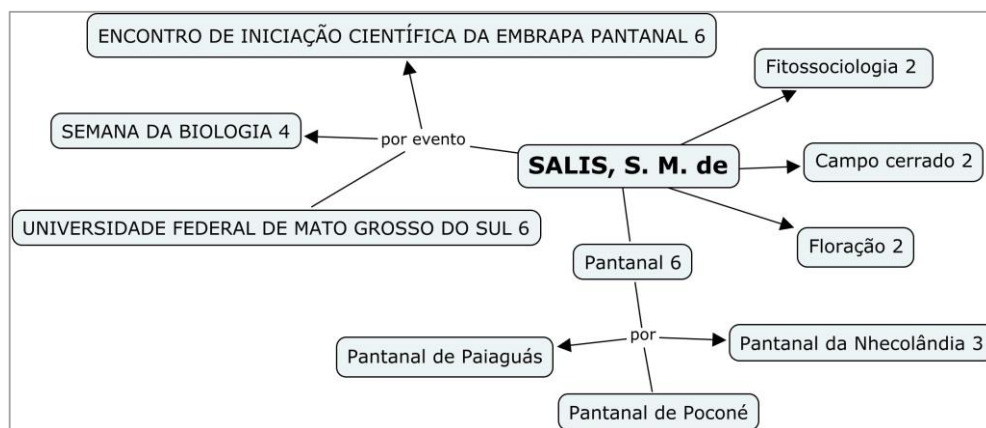 ENCONTRO DE INICIAÇÃO CIENTÍFICA DA EMBRAPA PANTANAL 6
Fitossociologia 2
SEMANA DA BIOLOGIA 4
por evento
SALIS, S. M. de
Campo cerrado 2
UNIVERSIDADE FEDERAL DE MATO GROSSO DO SUL 6
Floração 2
Pantanal 6
por
Pantanal de Paiaguás
Pantanal da Nhecolândia 3
Pantanal de Poconé